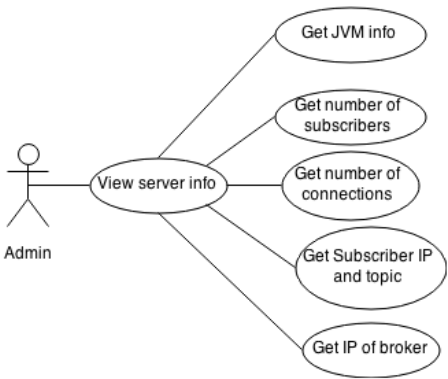 Get JVM info
Get number of
subscribers
View server info
Get number of
connections
Admin
Get Subscriber IP
and topic
Get IP of broker